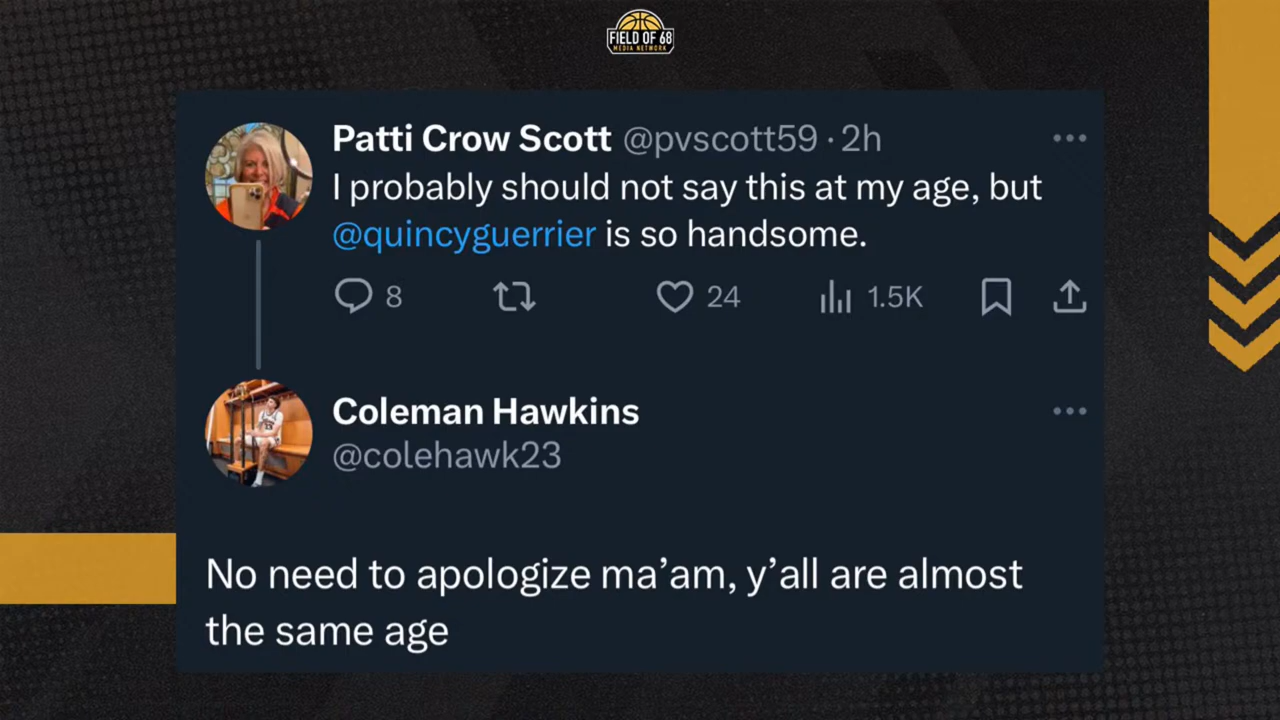 FIELD OF 68
MEDIA NETWORK
Patti Crow Scott @pvscott59 · 2h
I probably should not say this at my age, but
@quincyguerrier is so handsome.
8 24 1.5K
Coleman Hawkins
@colehawk23
No need to apologize ma’am, y’all are almost
the same age